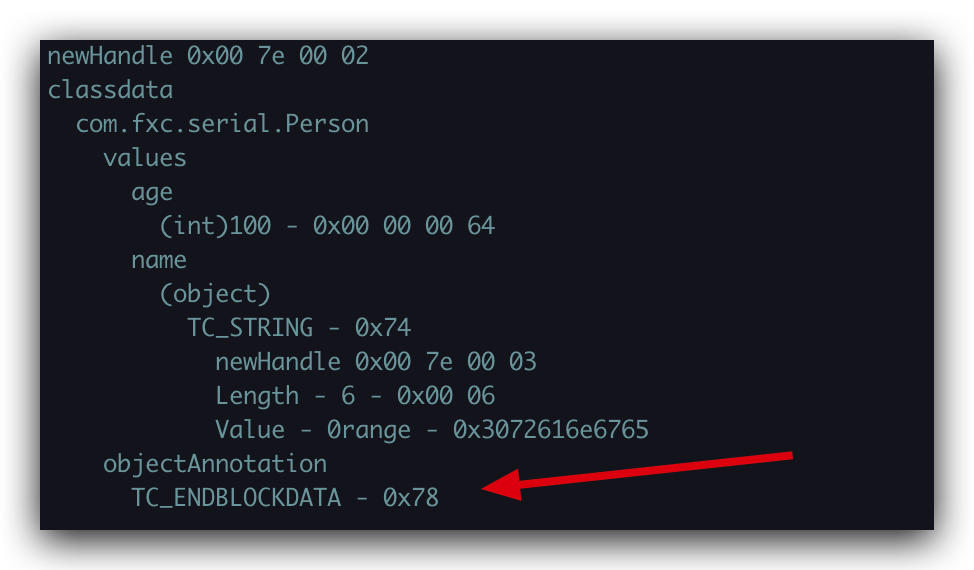 newHandle 0x00 7e 00 02
classdata
com.fxc.serial.Person
values
age
(int)100 - 0x00 00 00 64
name
(object)
TC_STRING - 0x74
newHandle 0x00 7e 00 03
Length - 6 - 0x00 06
Value - 0range - 0x3072616e6765
objectAnnotation
TC_ENDBLOCKDATA - 0x78